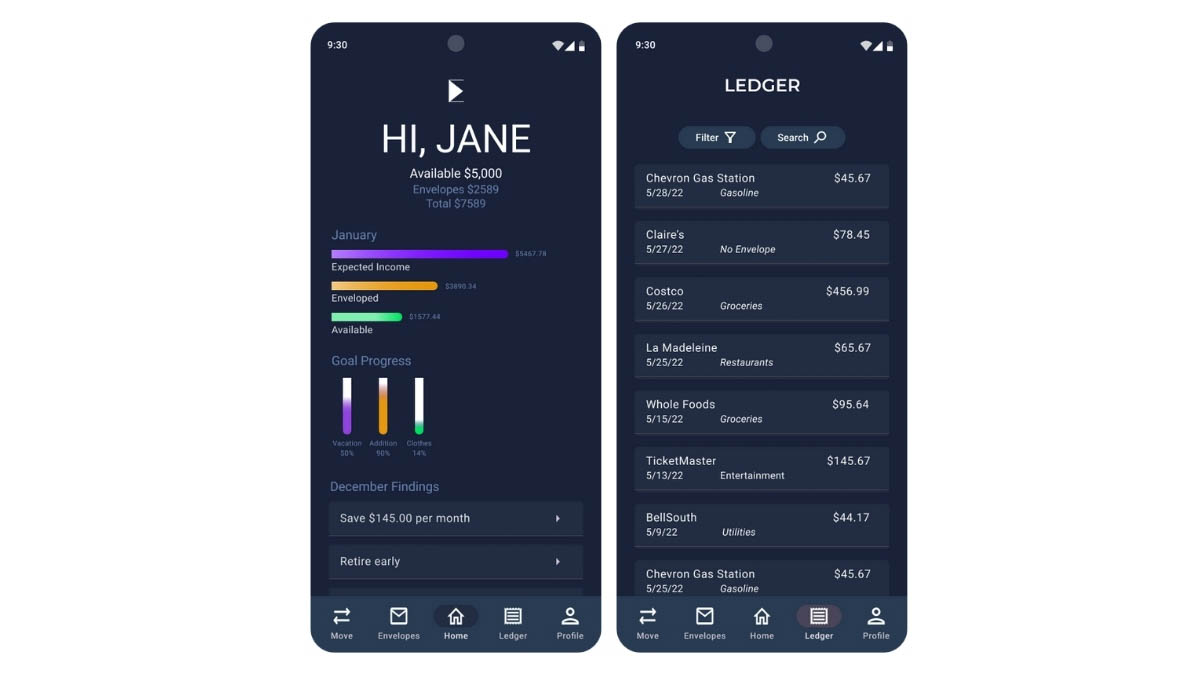 9:30
HI, JANE
Available $5,000
Envelopes $2589
Total $7589
January
$5467.78
Expected Income
$3890.34
Enveloped
$1577.44
Available
Goal Progress
Vacation Addition Clothes
50% 90% 14%
December Findings
Save $145.00 per month
Retire early
Move Envelopes Home Ledger Profile
9:30
LEDGER
Filter Search
Chevron Gas Station $45.67
5/28/22 Gasoline
Claire's $78.45
5/27/22 No Envelope
Costco $456.99
5/26/22 Groceries
La Madeleine $65.67
5/25/22 Restaurants
Whole Foods $95.64
5/15/22 Groceries
TicketMaster $145.67
5/13/22 Entertainment
BellSouth $44.17
5/9/22 Utilities
Chevron Gas Station $45.67
5/25/22 Gasoline
Move Envelopes Home Ledger Profile